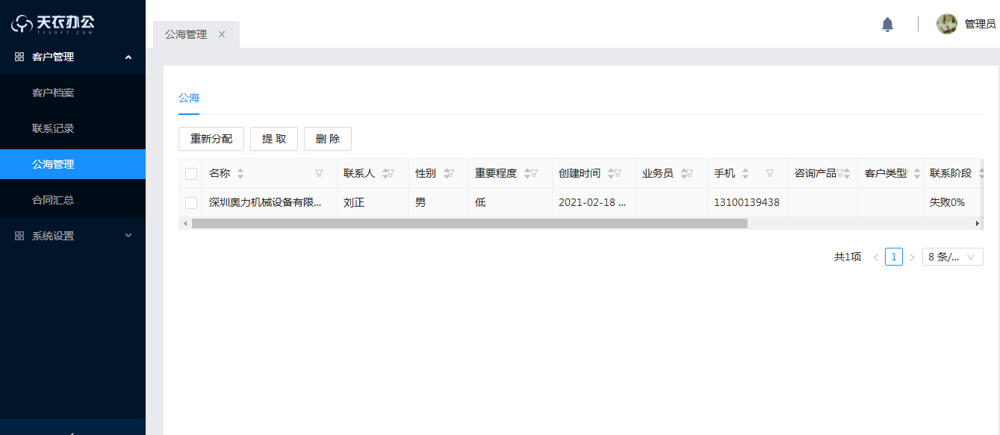 天衣办公
TYSOFT.COM
客户管理
客户档案
联系记录
公海管理
合同汇总
系统设置
公海管理
管理员
公海
重新分配 提取 删除
名称 联系人 性别 重要程度 创建时间 业务员 手机 咨询产品 客户类型 联系阶段
深圳奥力机械设备有限... 刘正 男 低 2021-02-18 ... 13100139438 失败0%
共1项 1 8 条/...